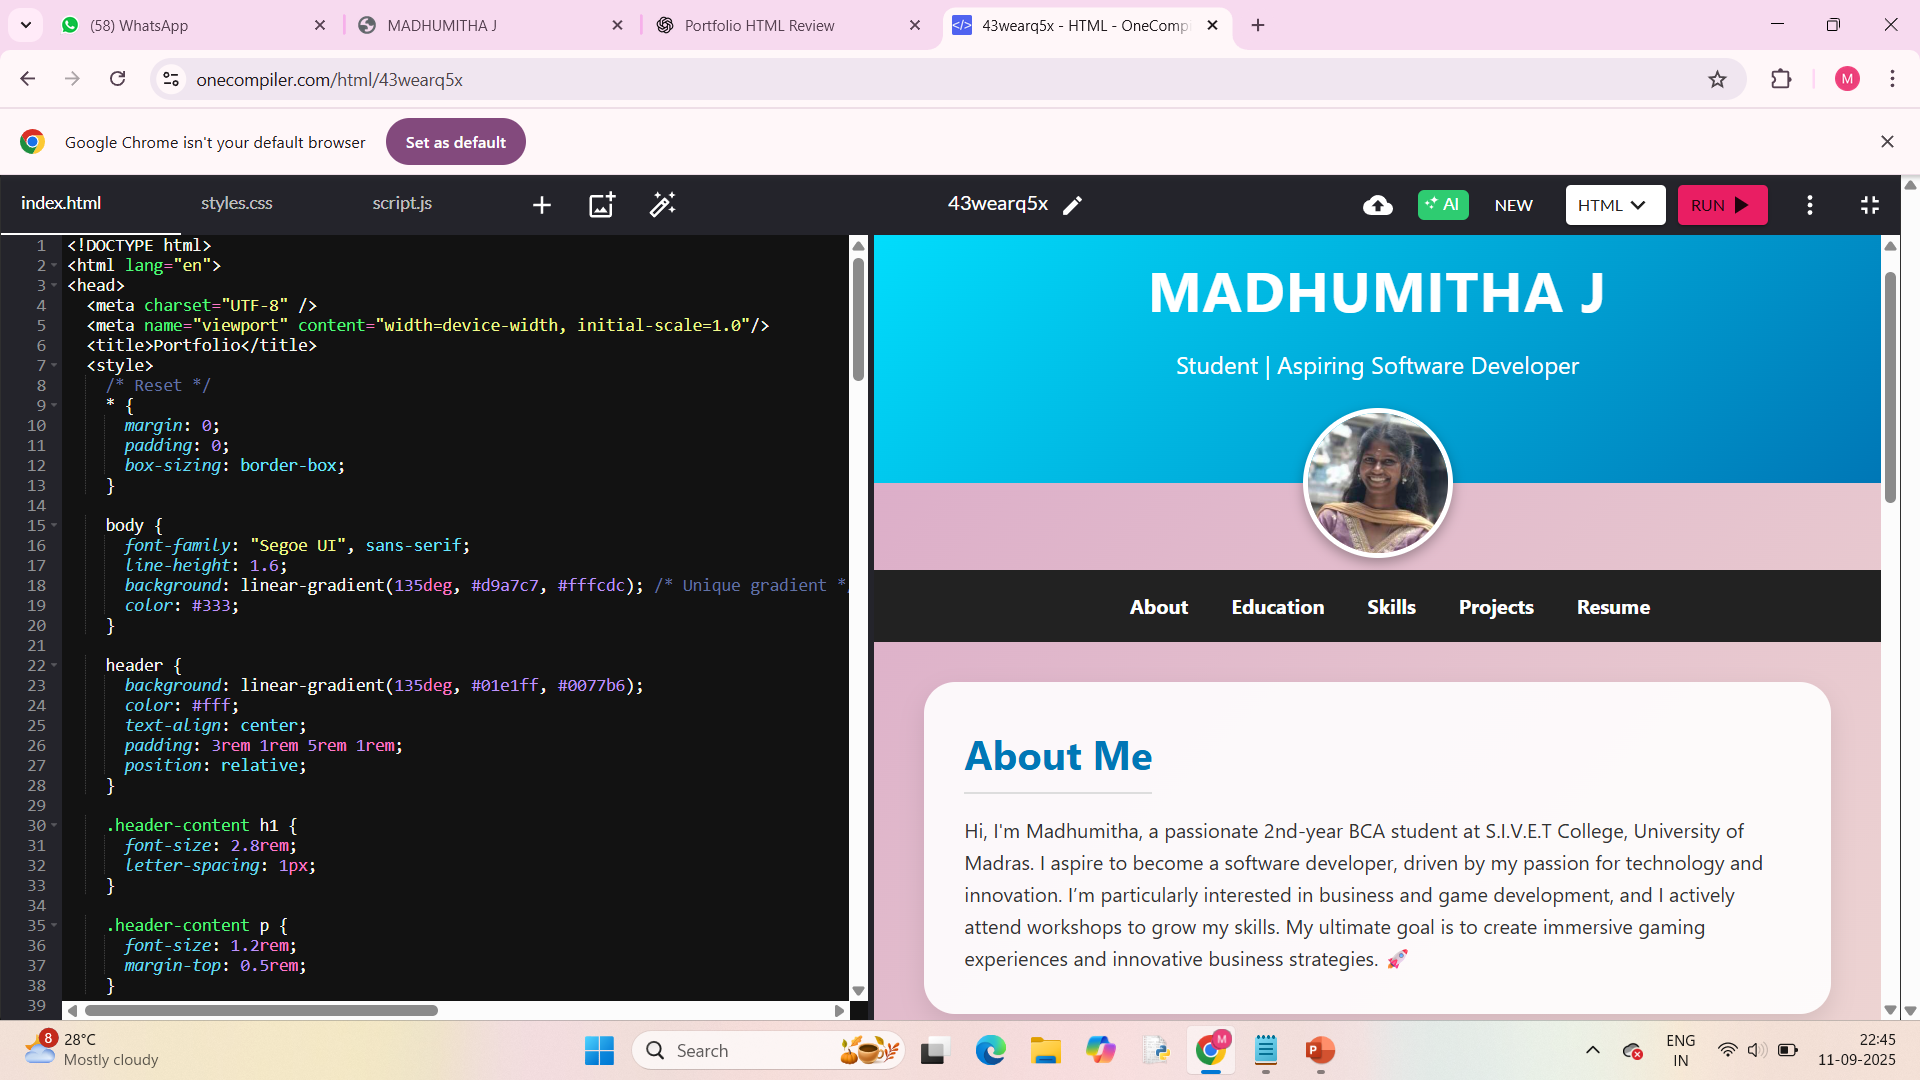 (58) WhatsApp
MADHUMITHA J
Portfolio HTML Review
43wearq5x - HTML - OneCompi
onecompiler.com/html/43wearq5x
M
Google Chrome isn't your default browser
Set as default
index.html
styles.css
script.js
43wearq5x
AI
NEW
HTML
RUN
1 <!DOCTYPE html>
2 <html lang="en">
3 <head>
4 <meta charset="UTF-8" />
5 <meta name="viewport" content="width=device-width, initial-scale=1.0"/>
6 <title>Portfolio</title>
7 <style>
8 /* Reset */
9 * {
10 margin: 0;
11 padding: 0;
12 box-sizing: border-box;
13 }
14
15 body {
16 font-family: "Segoe UI", sans-serif;
17 line-height: 1.6;
18 background: linear-gradient(135deg, #d9a7c7, #fffcdc); /* Unique gradient *
19 color: #333;
20 }
21
22 header {
23 background: linear-gradient(135deg, #01e1ff, #0077b6);
24 color: #fff;
25 text-align: center;
26 padding: 3rem 1rem 5rem 1rem;
27 position: relative;
28 }
29
30 .header-content h1 {
31 font-size: 2.8rem;
32 letter-spacing: 1px;
33 }
34
35 .header-content p {
36 font-size: 1.2rem;
37 margin-top: 0.5rem;
38 }
39
MADHUMITHA J
Student | Aspiring Software Developer
About Education Skills Projects Resume
About Me
Hi, I'm Madhumitha, a passionate 2nd-year BCA student at S.I.V.E.T College, University of
Madras. I aspire to become a software developer, driven by my passion for technology and
innovation. I’m particularly interested in business and game development, and I actively
attend workshops to grow my skills. My ultimate goal is to create immersive gaming
experiences and innovative business strategies. 🚀
8
28°C
Mostly cloudy
Search
M
P
ENG
IN
22:45
11-09-2025